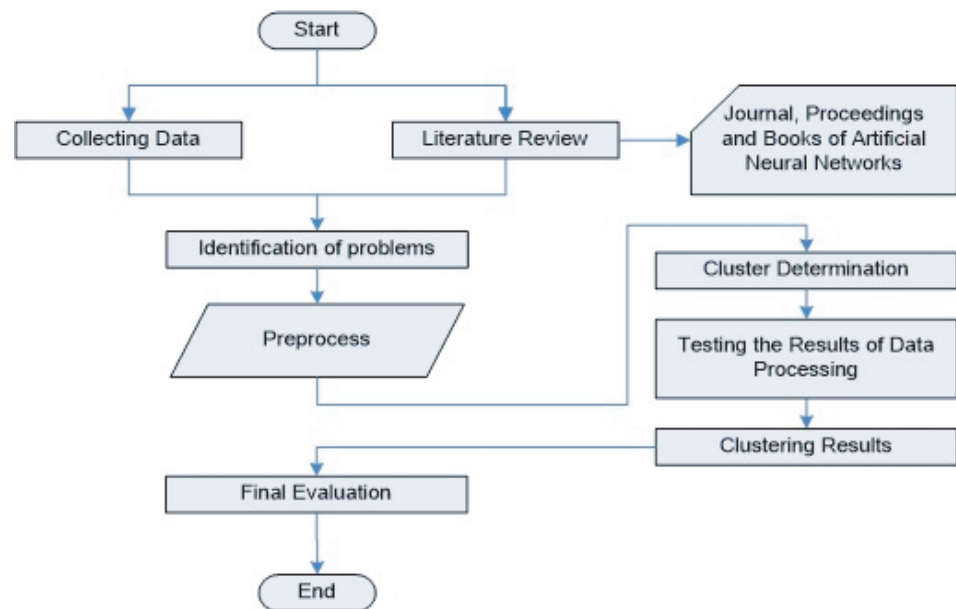 Start
Collecting Data
Literature Review
Journal, Proceedings
and Books of Artificial
Neural Networks
Identification of problems
Preprocess
Cluster Determination
Testing the Results of Data
Processing
Clustering Results
Final Evaluation
End